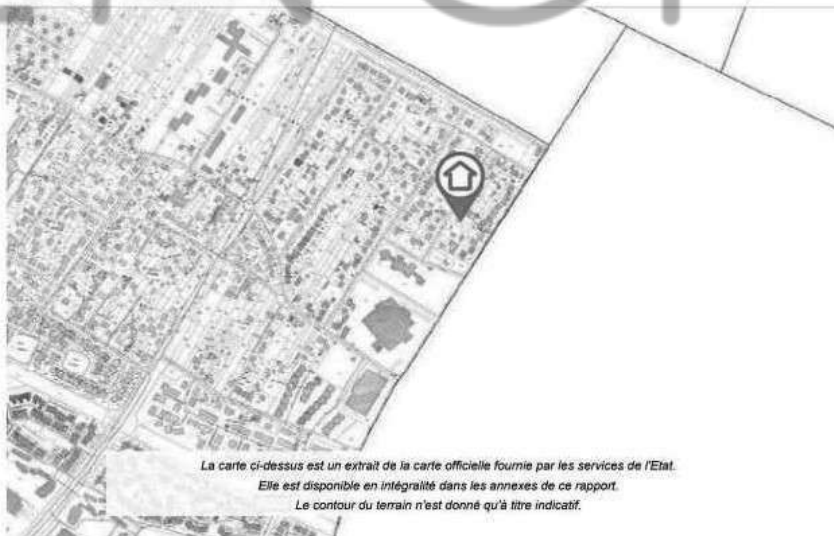 La carte ci-dessus est un extrait de la carte officielle fournie par les services de l'Etat.
Elle est disponible en intégralité dans les annexes de ce rapport.
Le contour du terrain n'est donné qu'à titre indicatif.